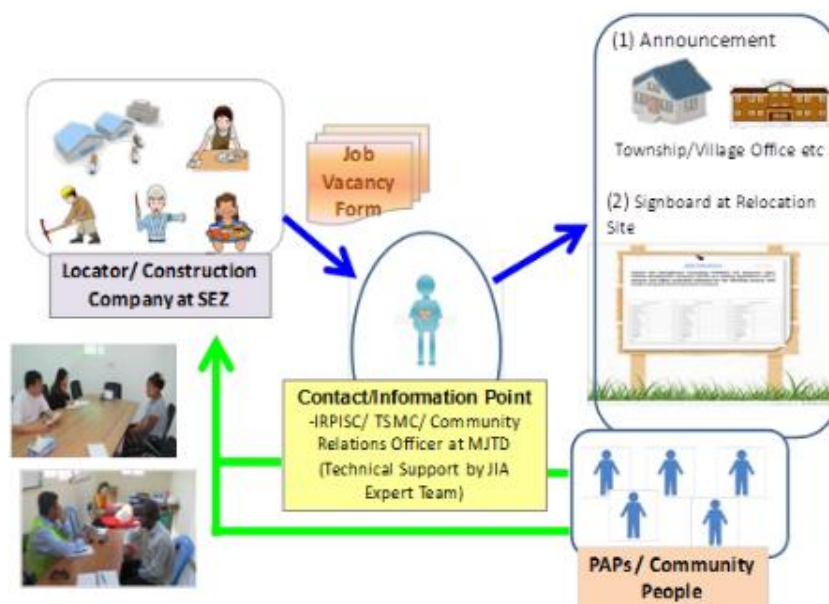 (1) Announcement
Township/Village Office etc
(2) Signboard at Relocation
Site
Job
Vacancy
Form
Locator/ Construction
Company at SEZ
Contact/Information Point
-IRPISC/ TSMC/ Community
Relations Officer at MJTD
(Technical Support by JIA
Expert Team)
PAPs / Community
People